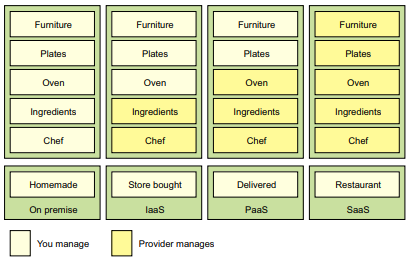 Furniture Furniture Furniture Furniture
Plates Plates Plates Plates
Oven Oven Oven Oven
Ingredients Ingredients Ingredients Ingredients
Chef Chef Chef Chef
Homemade Store bought Delivered Restaurant
On premise IaaS PaaS SaaS
You manage Provider manages